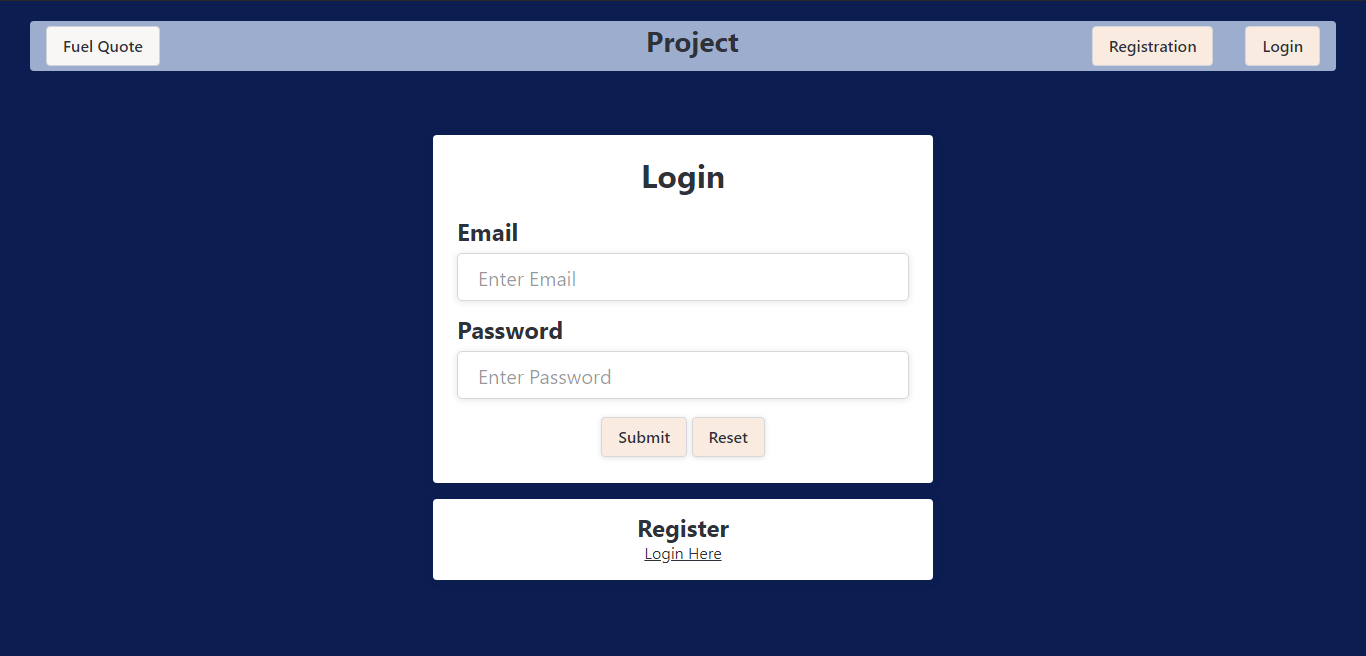 Fuel Quote Project Registration Login
Login
Email
Enter Email
Password
Enter Password
Submit Reset
Register
Login Here